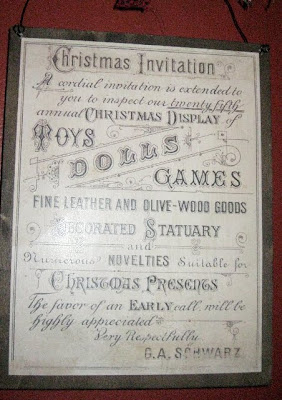 Christmas Invitation
A cordial invitation is extended to
you to inspect our twenty fifth
annual CHRISTMAS DISPLAY of
TOYS
DOLLS
GAMES
FINE LEATHER AND OLIVE-WOOD GOODS
DECORATED STATUARY
and
Numerous NOVELTIES Suitable for
CHRISTMAS PRESENTS
The favor of an EARLY call will be
highly appreciated
Very Respectfully
G.A. SCHWARZ